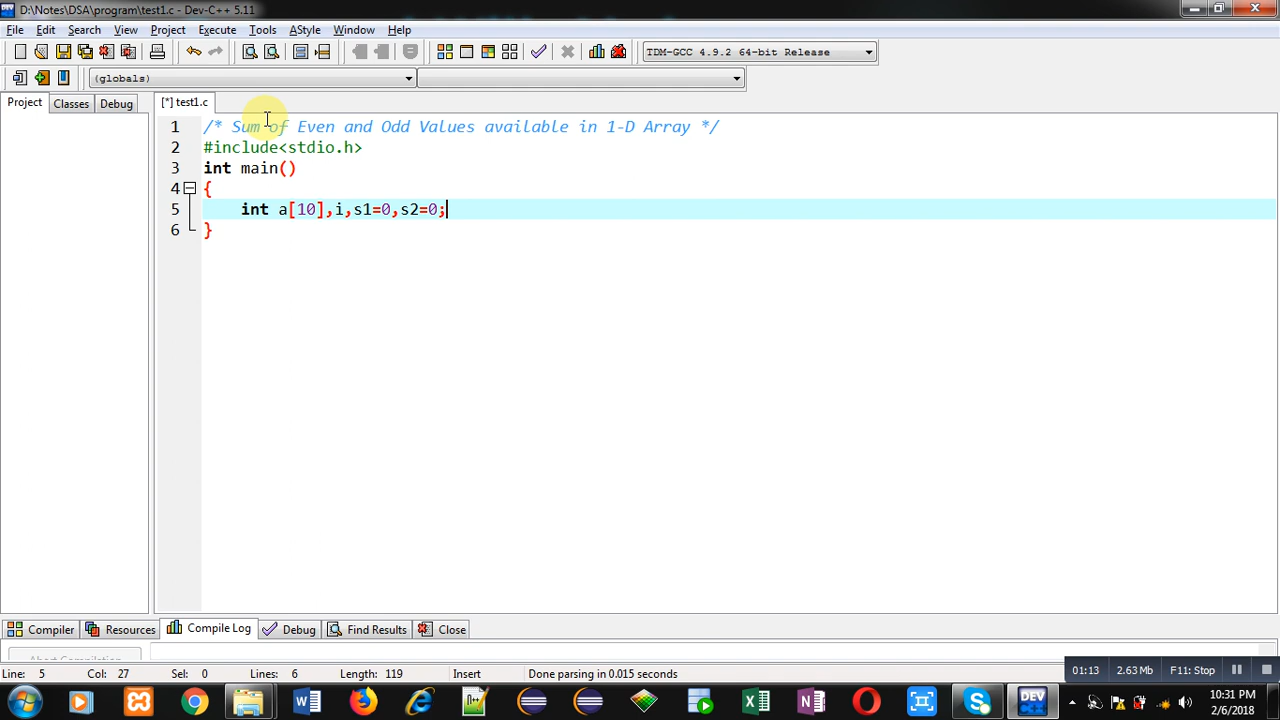 D:\Notes\DSA\program\test1.c - Dev-C++ 5.11
File Edit Search View Project Execute Tools AStyle Window Help
TDM-GCC 4.9.2 64-bit Release
(globals)
Project Classes Debug [*] test1.c
1 /* Sum of Even and Odd Values available in 1-D Array */
2 #include<stdio.h>
3 int main()
4 {
5 int a[10],i,s1=0,s2=0;
6 }
Compiler Resources Compile Log Debug Find Results Close
Abort Compilation
Line: 5 Col: 27 Sel: 0 Lines: 6 Length: 119 Insert Done parsing in 0.015 seconds
01:13 2.63 Mb F11: Stop
10:31 PM
2/6/2018